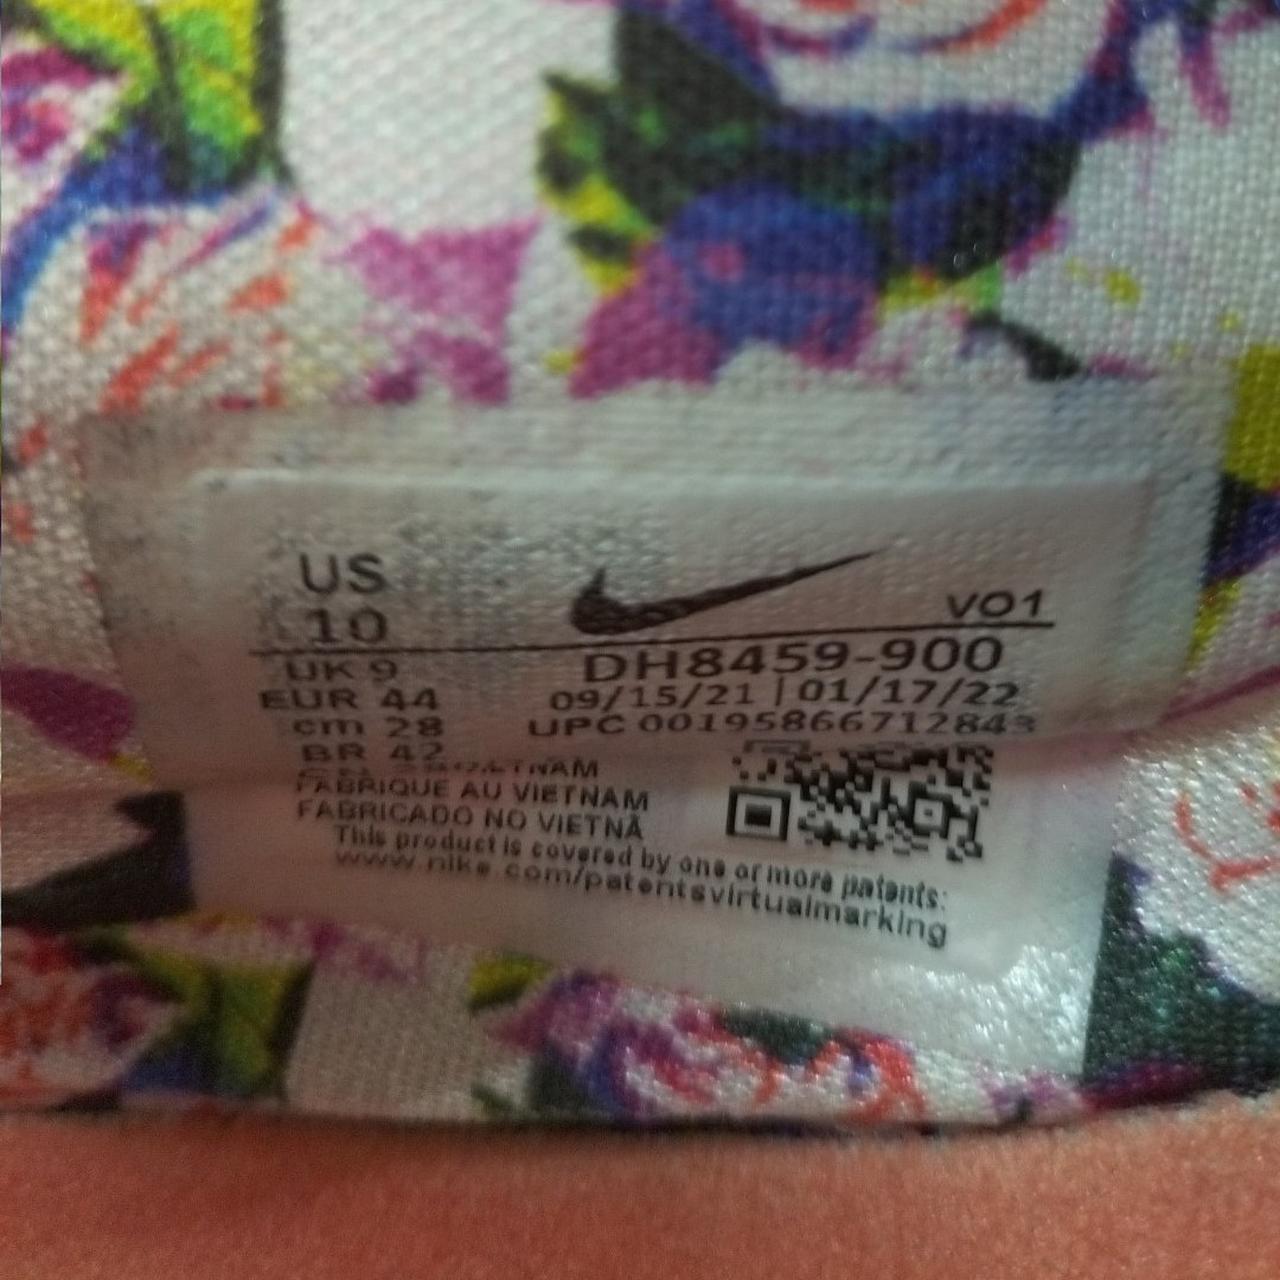 US
10
VO1
UK 9
DH8459-900
EUR 44
09/15/21 | 01/17/22
cm 28
UPC 00195866712843
BR 42
FABRIQUE AU VIETNAM
FABRICADO NO VIETNÃ
This product is covered by one or more patents:
www.nike.com/patentsvirtualmarking